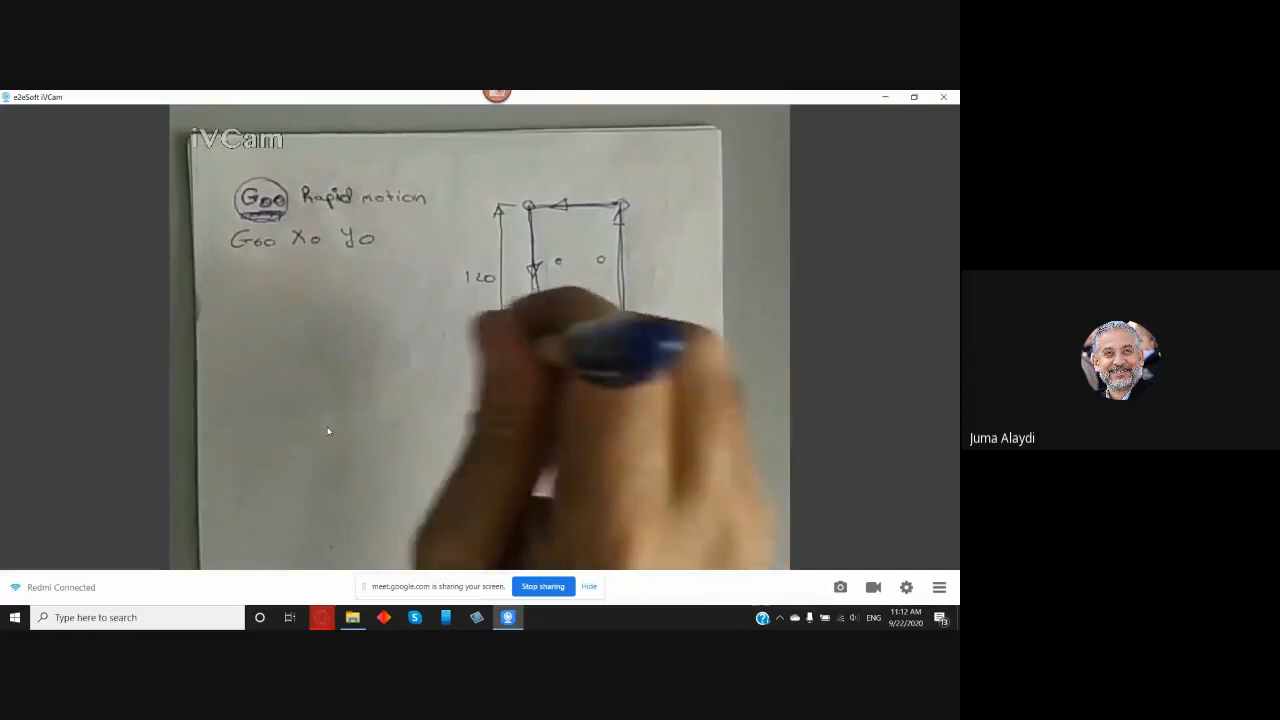 e2eSoft iVCam
iVCam
G00 Rapid motion
G00 X0 Y0
120
Juma Alaydi
Redmi Connected
meet.google.com is sharing your screen.
Stop sharing
Hide
Type here to search
ENG
11:12 AM
9/22/2020
13